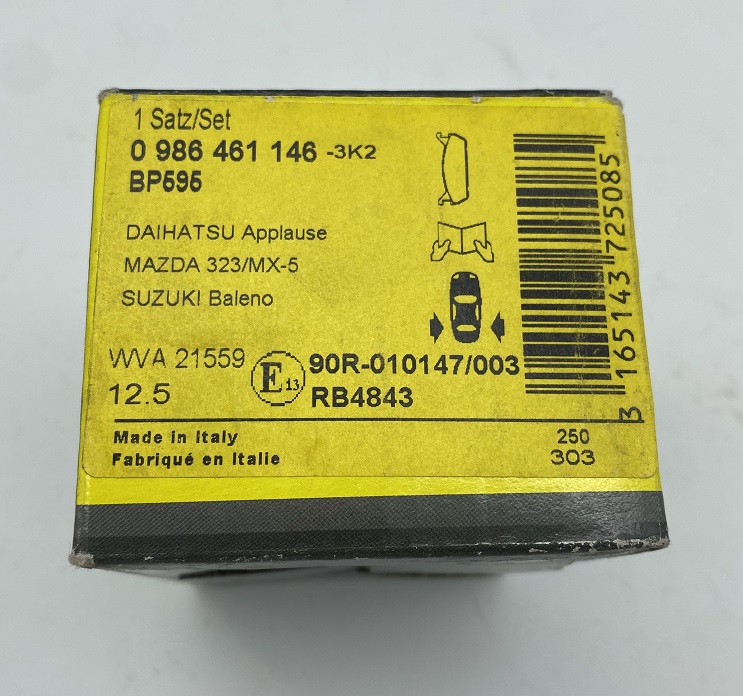 1 Satz/Set
0 986 461 146 -3K2
BP595
DAIHATSU Applause
MAZDA 323/MX-5
SUZUKI Baleno
WVA 21559
12.5
E 13
90R-010147/003
RB4843
Made in Italy
Fabriqué en Italie
250
303
3 165143 725085